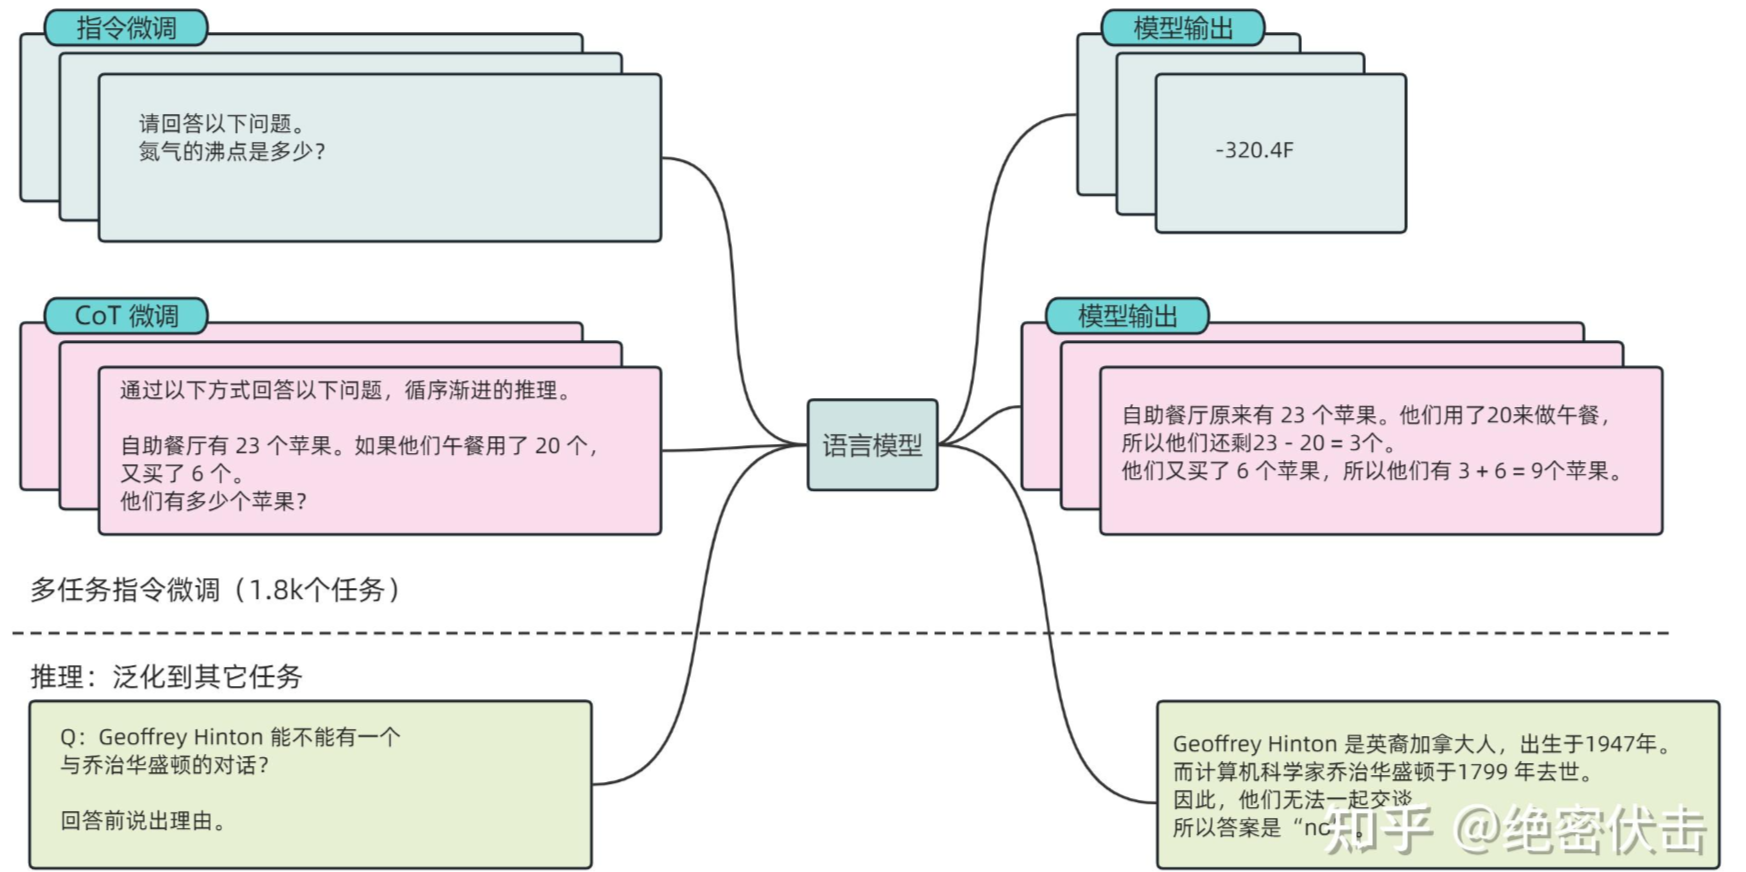 指令微调
请回答以下问题。
氮气的沸点是多少？
模型输出
-320.4F
CoT 微调
通过以下方式回答以下问题，循序渐进的推理。
自助餐厅有 23 个苹果。如果他们午餐用了 20 个，
又买了 6 个。
他们有多少个苹果？
语言模型
模型输出
自助餐厅原来有 23 个苹果。他们用了20来做午餐，
所以他们还剩23 - 20 = 3个。
他们又买了 6 个苹果，所以他们有 3 + 6 = 9个苹果。
多任务指令微调（1.8k个任务）
推理：泛化到其它任务
Q：Geoffrey Hinton 能不能有一个
与乔治华盛顿的对话？
回答前说出理由。
Geoffrey Hinton 是英裔加拿大人，出生于1947年。
而计算机科学家乔治华盛顿于1799 年去世。
因此，他们无法一起交谈
所以答案是“no”。
知乎 @绝密伏击